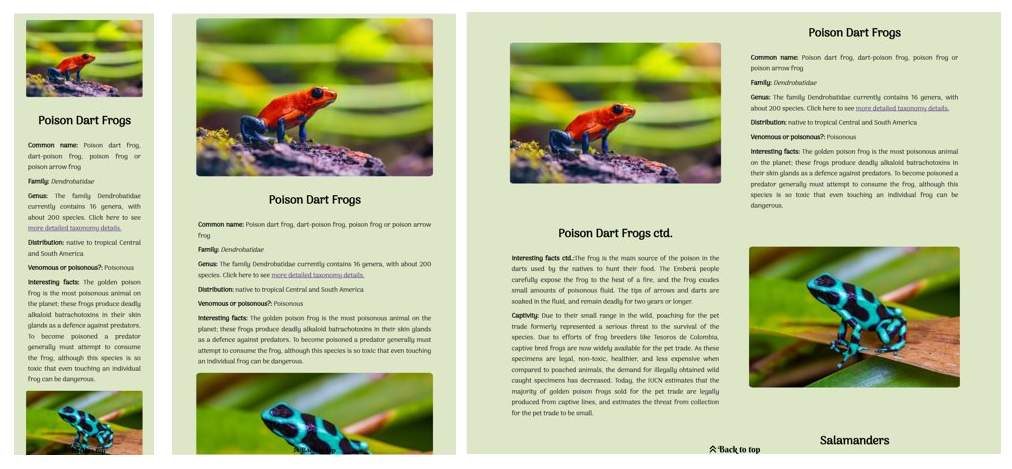 Poison Dart Frogs
Common name: Poison dart frog,
dart-poison frog, poison frog or
poison arrow frog
Family: Dendrobatidae
Genus: The family Dendrobatidae
currently contains 16 genera, with
about 200 species. Click here to see
more detailed taxonomy details.
Distribution: native to tropical Central
and South America
Venomous or poisonous?: Poisonous
Interesting facts: The golden poison
frog is the most poisonous animal on
the planet; these frogs produce deadly
alkaloid batrachotoxins in their skin
glands as a defence against predators.
To become poisoned a predator
generally must attempt to consume
the frog, although this species is so
toxic that even touching an individual
frog can be dangerous.
Poison Dart Frogs
Common name: Poison dart frog, dart-poison frog, poison frog or poison arrow
frog
Family: Dendrobatidae
Genus: The family Dendrobatidae currently contains 16 genera, with about 200
species. Click here to see more detailed taxonomy details.
Distribution: native to tropical Central and South America
Venomous or poisonous?: Poisonous
Interesting facts: The golden poison frog is the most poisonous animal on the
planet; these frogs produce deadly alkaloid batrachotoxins in their skin glands
as a defence against predators. To become poisoned a predator generally must
attempt to consume the frog, although this species is so toxic that even touching
an individual frog can be dangerous.
Poison Dart Frogs
Common name: Poison dart frog, dart-poison frog, poison frog or
poison arrow frog
Family: Dendrobatidae
Genus: The family Dendrobatidae currently contains 16 genera, with
about 200 species. Click here to see more detailed taxonomy details.
Distribution: native to tropical Central and South America
Venomous or poisonous?: Poisonous
Interesting facts: The golden poison frog is the most poisonous animal
on the planet; these frogs produce deadly alkaloid batrachotoxins in
their skin glands as a defence against predators. To become poisoned a
predator generally must attempt to consume the frog, although this
species is so toxic that even touching an individual frog can be
dangerous.
Poison Dart Frogs ctd.
Interesting facts ctd.:The frog is the main source of the poison in the
darts used by the natives to hunt their food. The Emberá people
carefully expose the frog to the heat of a fire, and the frog exudes
small amounts of poisonous fluid. The tips of arrows and darts are
soaked in the fluid, and remain deadly for two years or longer.
Captivity: Due to their small range in the wild, poaching for the pet
trade formerly represented a serious threat to the survival of the
species. Due to efforts of frog breeders like Tesoros de Colombia,
captive bred frogs are now widely available for the pet trade. As these
specimens are legal, non-toxic, healthier, and less expensive when
compared to poached animals, the demand for illegally obtained wild
caught specimens has decreased. Today, the IUCN estimates that the
majority of golden poison frogs sold for the pet trade are legally
produced from captive lines, and estimates the threat from collection
for the pet trade to be small.
Salamanders
Back to top